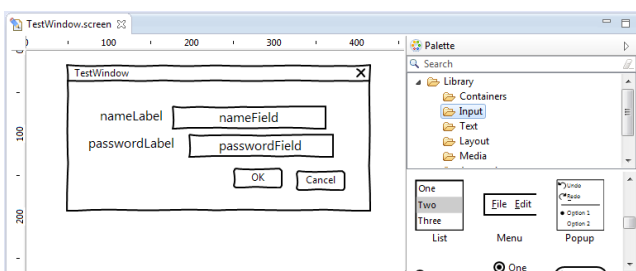 TestWindow.screen
0 100 200 300 400
Palette
Search
TestWindow X
Library
Containers
Input
Text
Layout
Media
nameLabel nameField
passwordLabel passwordField
OK Cancel
0
100
200
One
Two
Three
List
File Edit
Menu
Undo
Redo
Option 1
Option 2
Popup
One